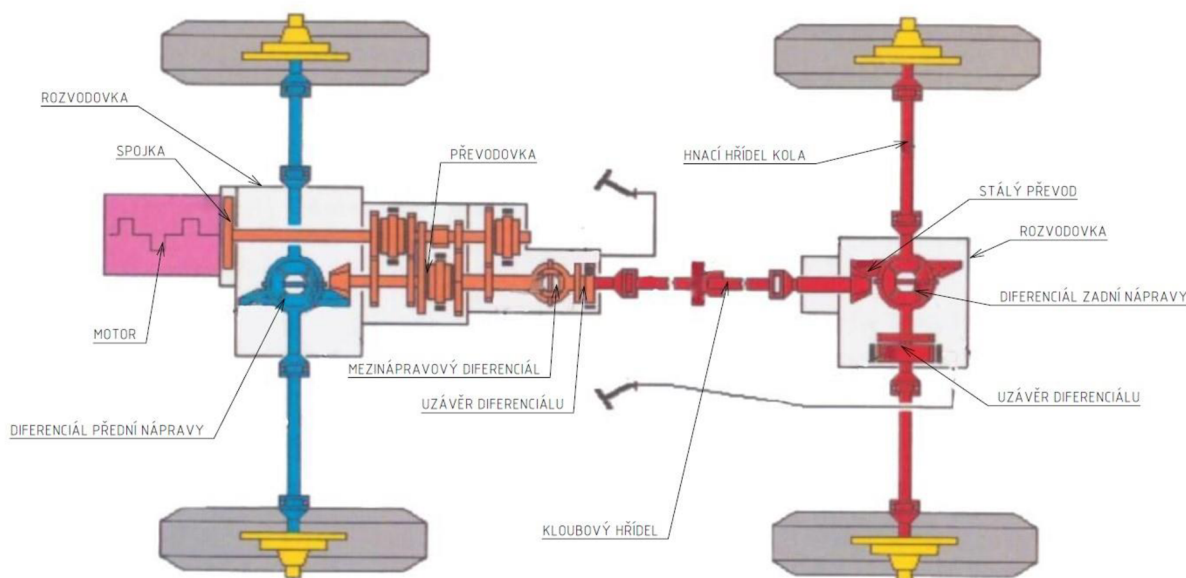 ROZVODOVKA
SPOJKA
PŘEVODOVKA
HNACÍ HŘÍDEL KOLA
STÁLÝ PŘEVOD
ROZVODOVKA
DIFERENCIÁL ZADNÍ NÁPRAVY
MOTOR
MEZINÁPRAVOVÝ DIFERENCIÁL
UZÁVĚR DIFERENCIÁLU
UZÁVĚR DIFERENCIÁLU
DIFERENCIÁL PŘEDNÍ NÁPRAVY
KLOUBOVÝ HŘÍDEL